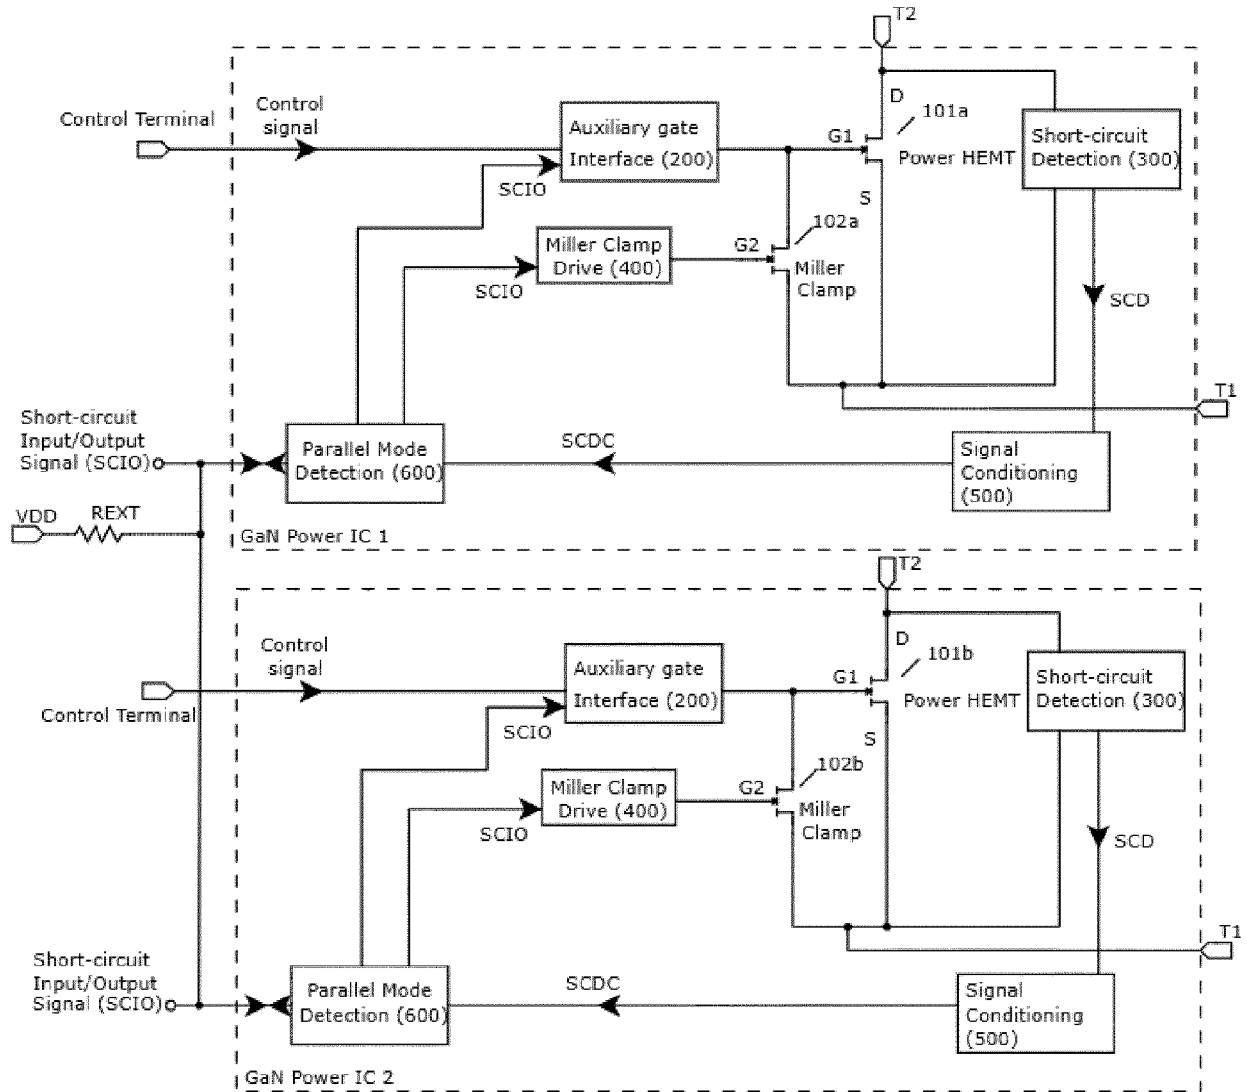 T2
Control Terminal
Control
signal
Auxiliary gate
Interface (200)
SCIO
G1
D
101a
Power HEMT
S
Short-circuit
Detection (300)
Miller Clamp
Drive (400)
SCIO
G2
102a
Miller
Clamp
SCD
T1
Short-circuit
Input/Output
Signal (SCIO)
Parallel Mode
Detection (600)
SCDC
Signal
Conditioning
(500)
VDD
REXT
GaN Power IC 1
T2
Control
signal
Control Terminal
Auxiliary gate
Interface (200)
SCIO
G1
D
101b
Power HEMT
S
Short-circuit
Detection (300)
Miller Clamp
Drive (400)
SCIO
G2
102b
Miller
Clamp
SCD
T1
Short-circuit
Input/Output
Signal (SCIO)
Parallel Mode
Detection (600)
SCDC
Signal
Conditioning
(500)
GaN Power IC 2